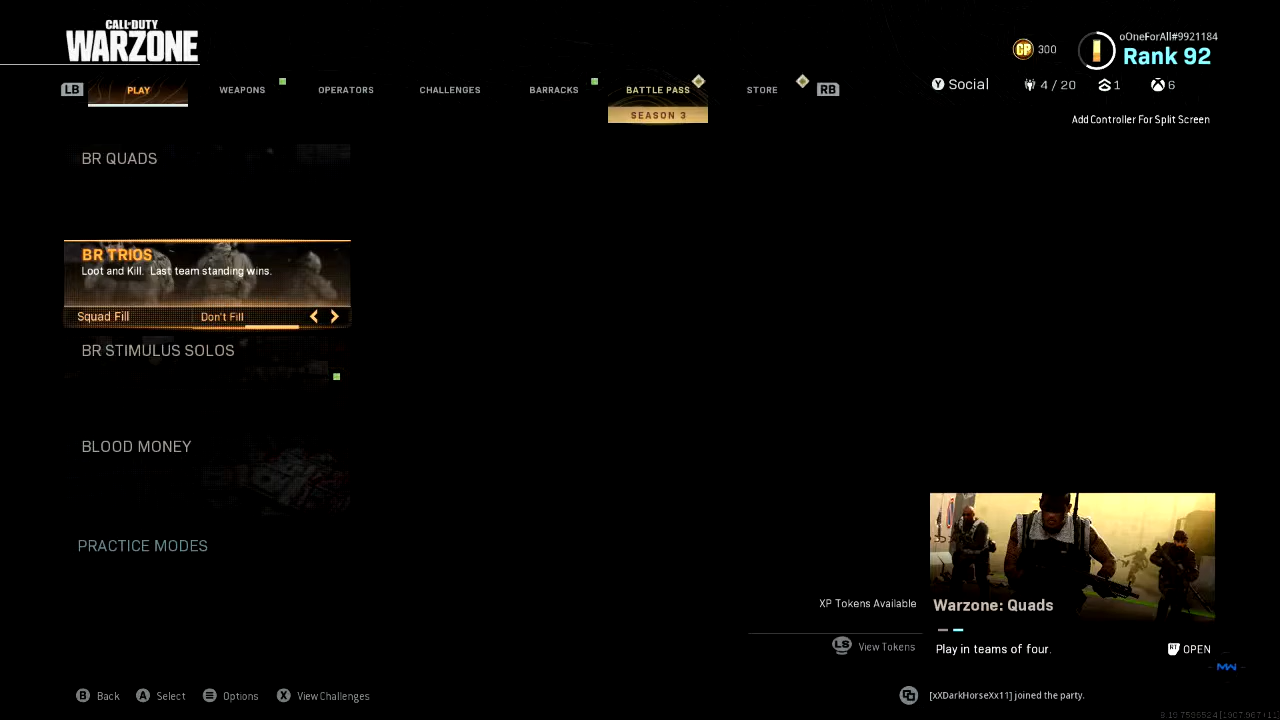 CALL OF DUTY
WARZONE
CP 300
oOneForAll#9921184
Rank 92
LB
PLAY
WEAPONS
OPERATORS
CHALLENGES
BARRACKS
BATTLE PASS
STORE
RB
SEASON 3
Y Social
4 / 20
1
6
Add Controller For Split Screen
BR QUADS
BR TRIOS
Loot and Kill. Last team standing wins.
Squad Fill
Don't Fill
BR STIMULUS SOLOS
BLOOD MONEY
PRACTICE MODES
XP Tokens Available
LS View Tokens
Warzone: Quads
Play in teams of four.
RT OPEN
MW
B Back
A Select
Options
X View Challenges
[xXDarkHorseXx11] joined the party.